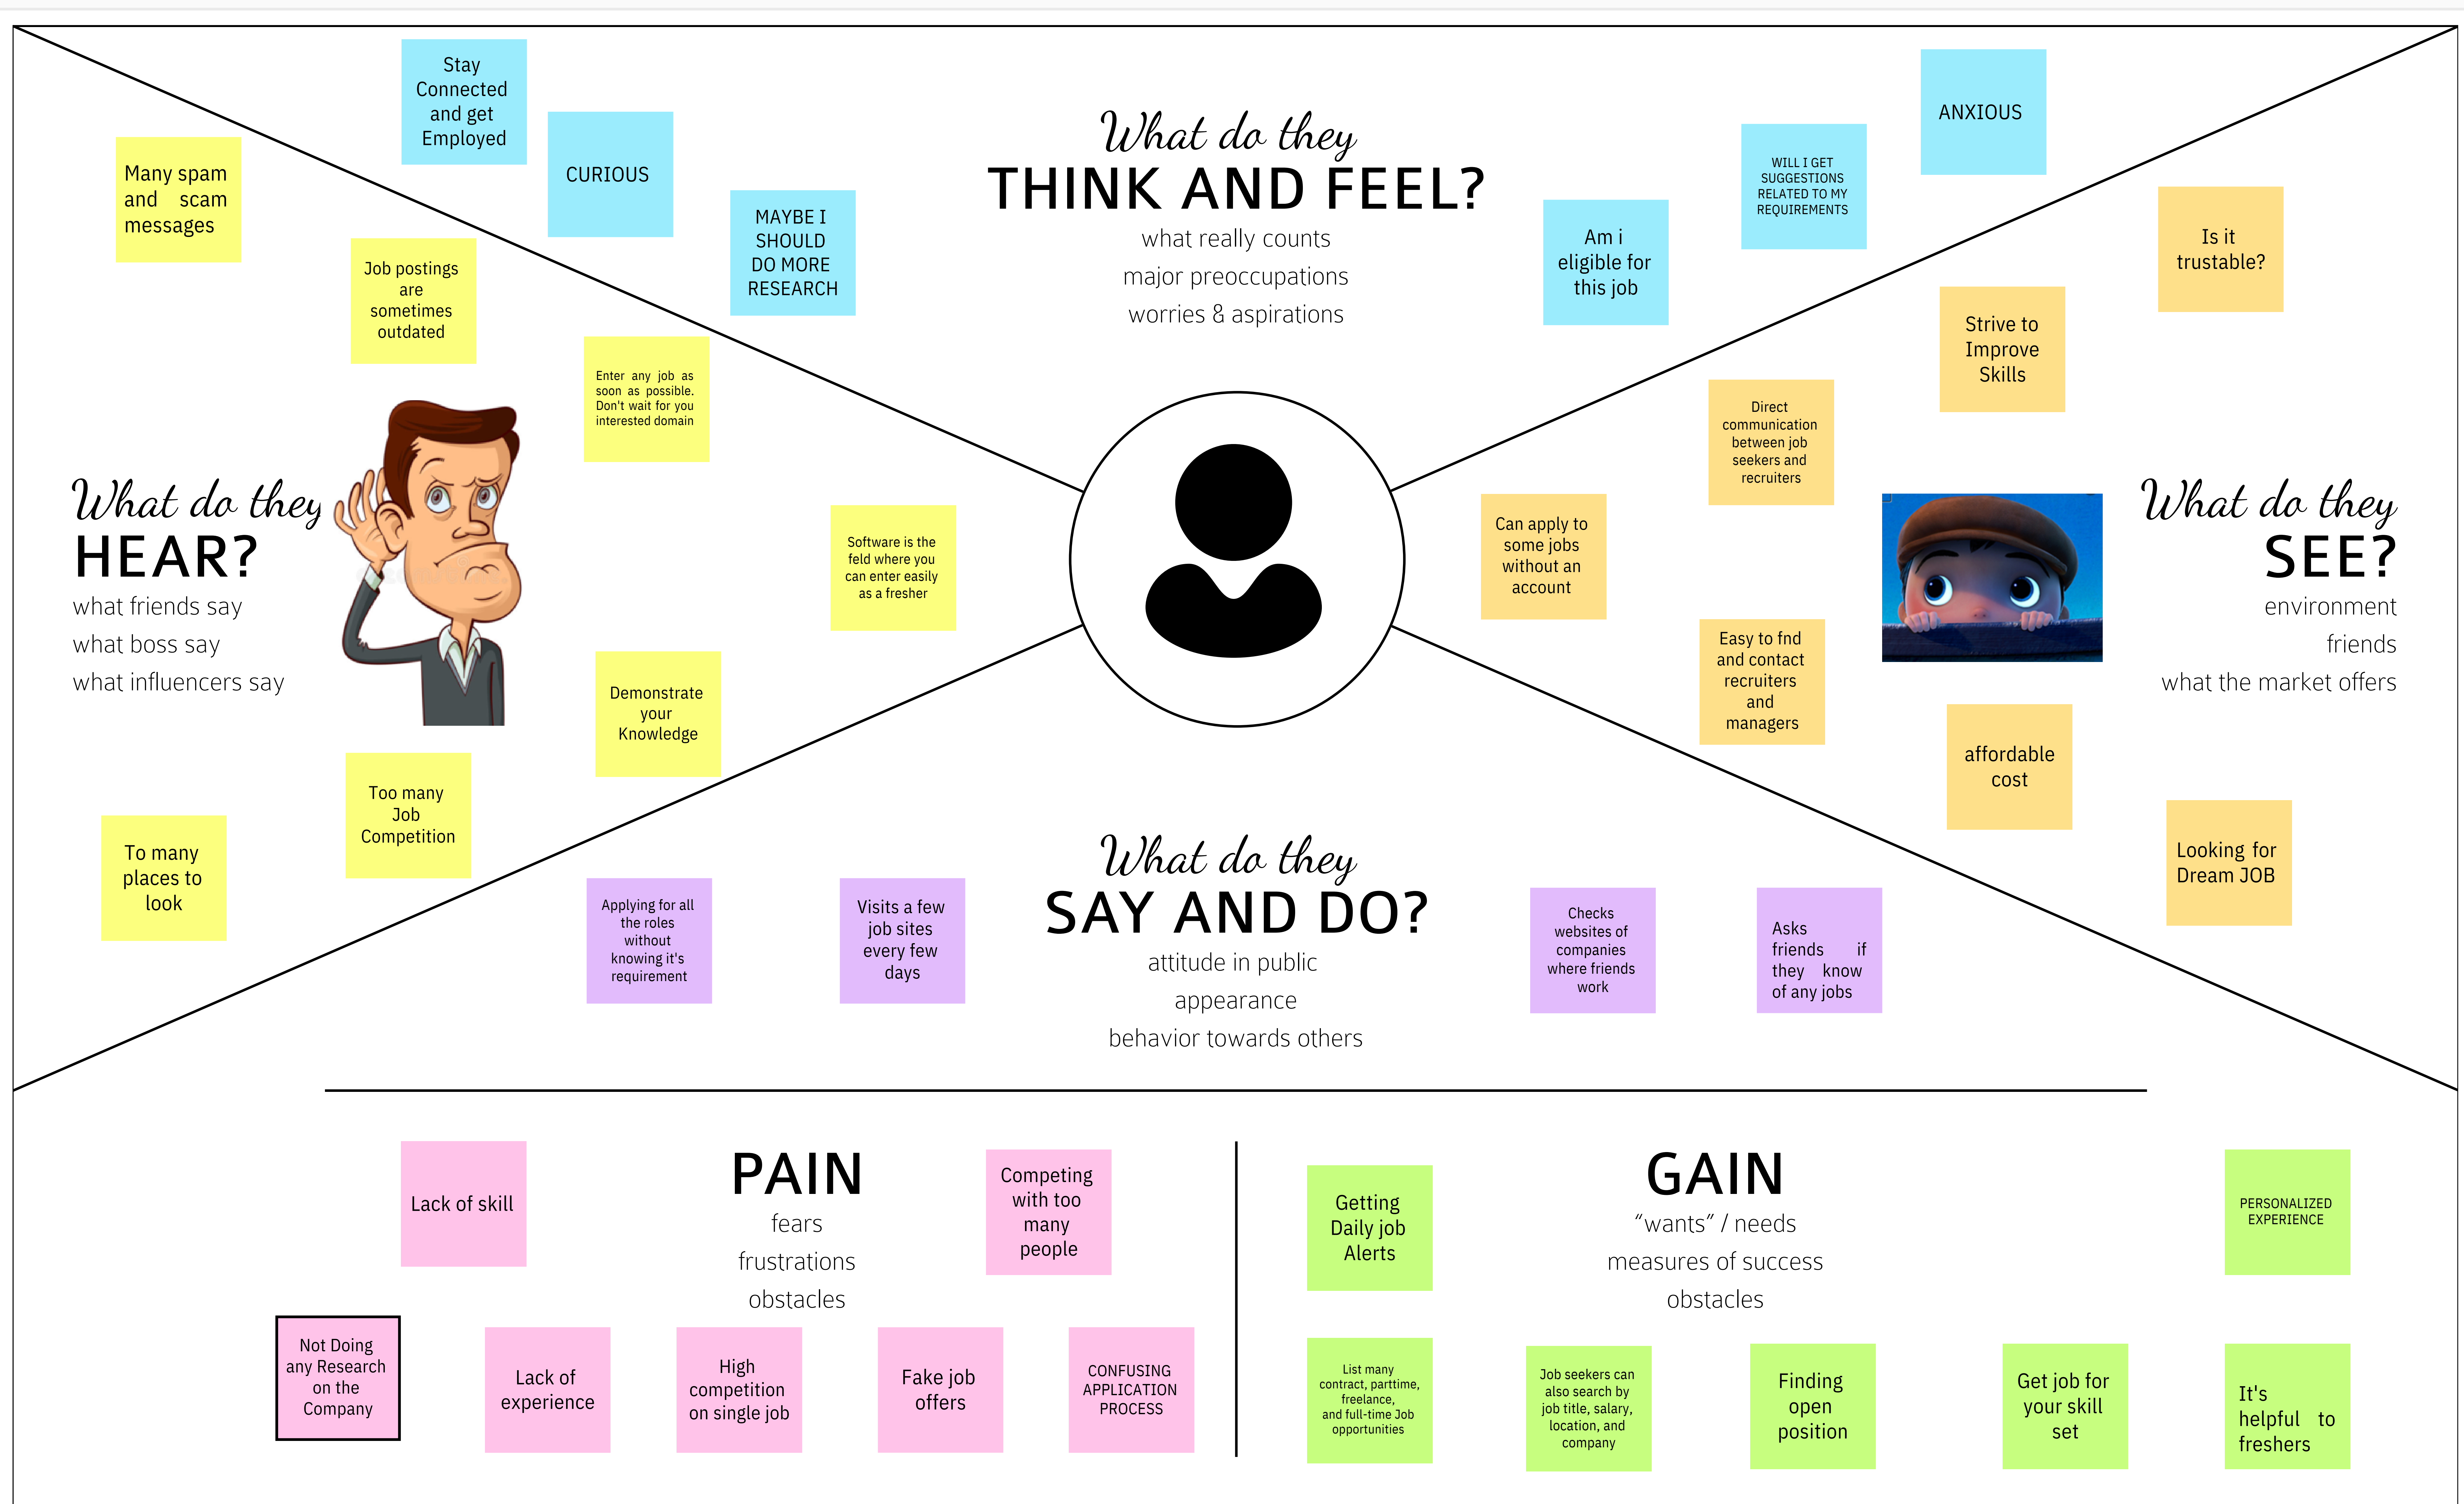 What do they
THINK AND FEEL?
what really counts
major preoccupations
worries & aspirations
Stay
Connected
and get
Employed
CURIOUS
MAYBE I
SHOULD
DO MORE
RESEARCH
Am i
eligible for
this job
WILL I GET
SUGGESTIONS
RELATED TO MY
REQUIREMENTS
ANXIOUS
What do they
HEAR?
what friends say
what boss say
what influencers say
Many spam
and scam
messages
Job postings
are
sometimes
outdated
Enter any job as
soon as possible.
Don't wait for you
interested domain
Software is the
feld where you
can enter easily
as a fresher
Demonstrate
your
Knowledge
Too many
Job
Competition
To many
places to
look
What do they
SEE?
environment
friends
what the market offers
Is it
trustable?
Strive to
Improve
Skills
Direct
communication
between job
seekers and
recruiters
Can apply to
some jobs
without an
account
Easy to fnd
and contact
recruiters
and
managers
affordable
cost
Looking for
Dream JOB
What do they
SAY AND DO?
attitude in public
appearance
behavior towards others
Applying for all
the roles
without
knowing it's
requirement
Visits a few
job sites
every few
days
Checks
websites of
companies
where friends
work
Asks
friends if
they know
of any jobs
PAIN
fears
frustrations
obstacles
Lack of skill
Competing
with too
many
people
Not Doing
any Research
on the
Company
Lack of
experience
High
competition
on single job
Fake job
offers
CONFUSING
APPLICATION
PROCESS
GAIN
“wants” / needs
measures of success
obstacles
Getting
Daily job
Alerts
PERSONALIZED
EXPERIENCE
List many
contract, parttime,
freelance,
and full-time Job
opportunities
Job seekers can
also search by
job title, salary,
location, and
company
Finding
open
position
Get job for
your skill
set
It's
helpful to
freshers